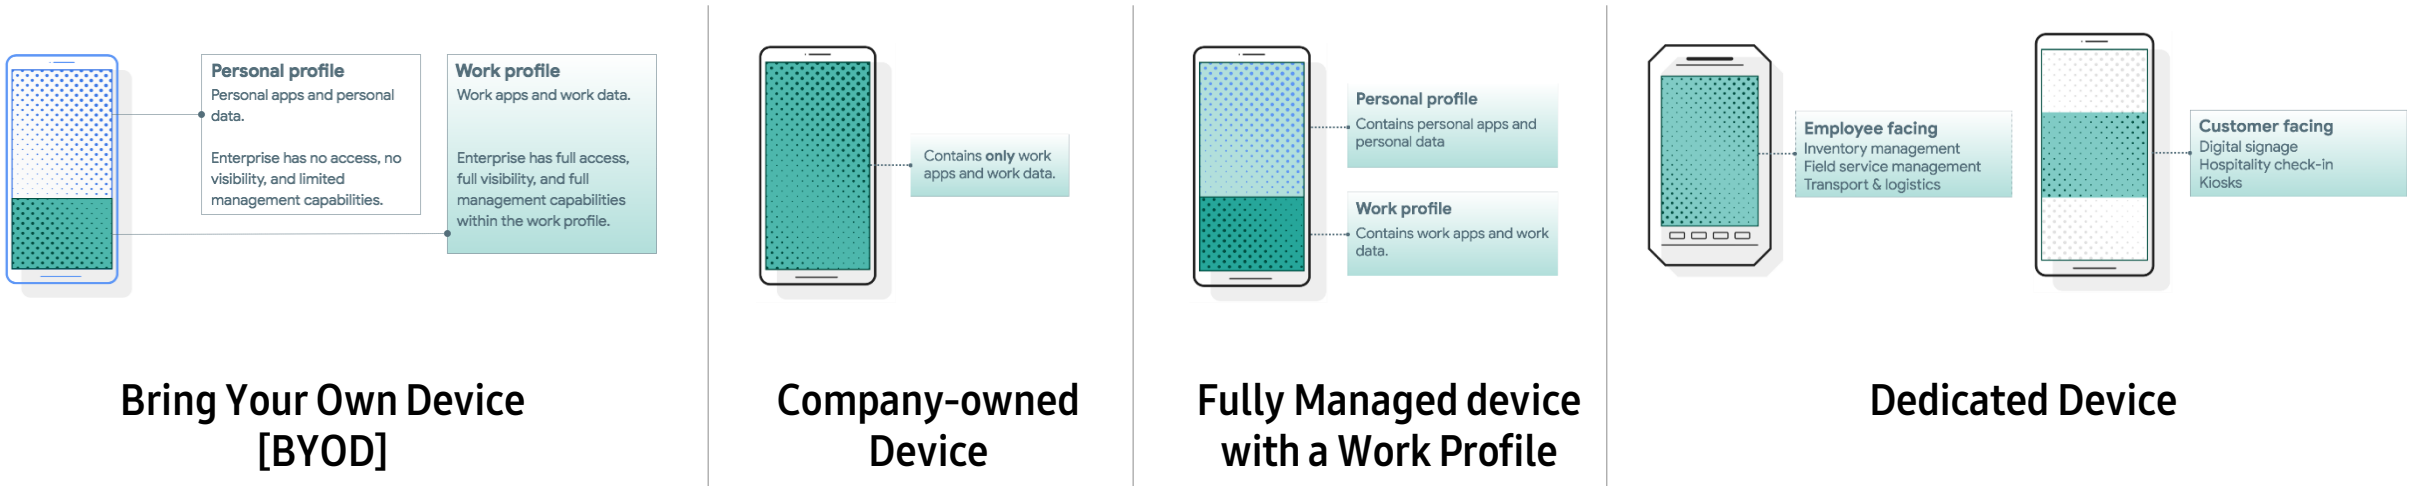 Personal profile
Personal apps and personal
data.
Enterprise has no access, no
visibility, and limited
management capabilities.
Work profile
Work apps and work data.
Enterprise has full access,
full visibility, and full
management capabilities
within the work profile.
Bring Your Own Device
[BYOD]
Contains only work
apps and work data.
Company-owned
Device
Personal profile
Contains personal apps and
personal data
Work profile
Contains work apps and work
data.
Fully Managed device
with a Work Profile
Employee facing
Inventory management
Field service management
Transport & logistics
Customer facing
Digital signage
Hospitality check-in
Kiosks
Dedicated Device